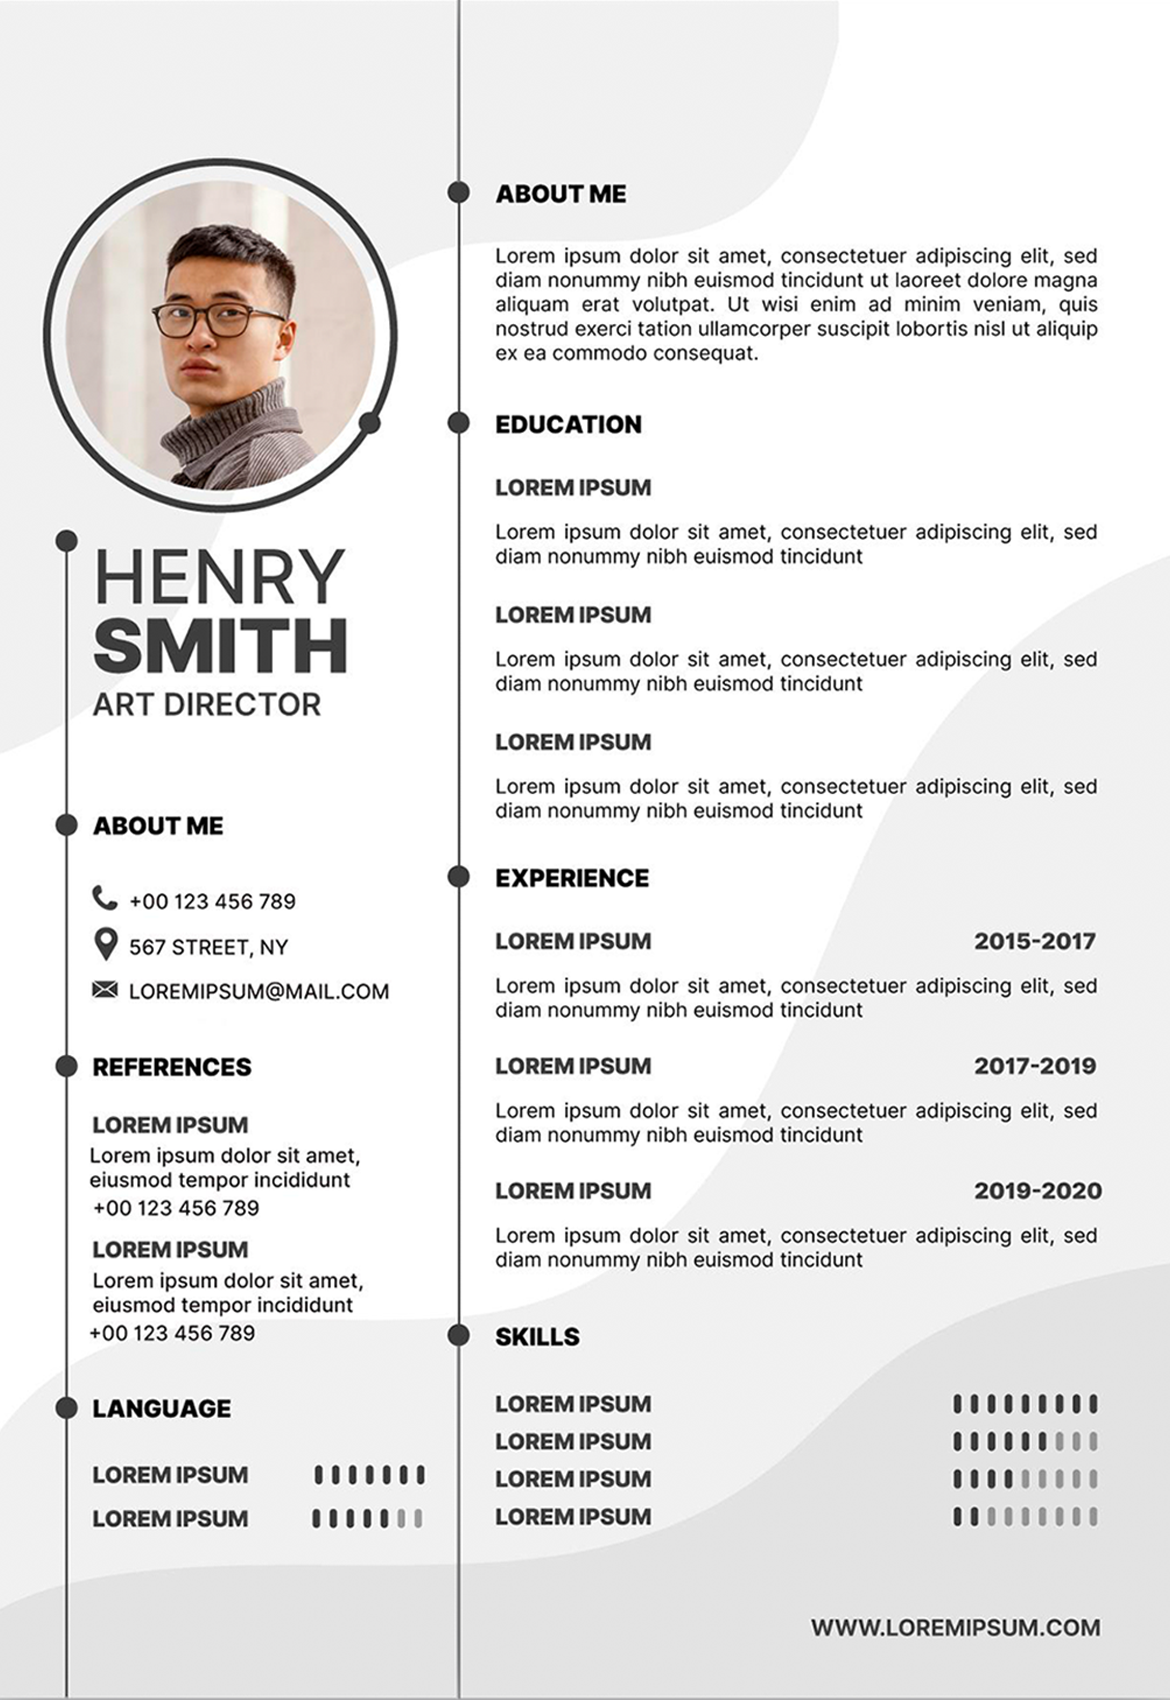 HENRY
SMITH
ART DIRECTOR
ABOUT ME
+00 123 456 789
567 STREET, NY
LOREMIPSUM@MAIL.COM
REFERENCES
LOREM IPSUM
Lorem ipsum dolor sit amet,
eiusmod tempor incididunt
+00 123 456 789
LOREM IPSUM
Lorem ipsum dolor sit amet,
eiusmod tempor incididunt
+00 123 456 789
LANGUAGE
LOREM IPSUM
LOREM IPSUM
ABOUT ME
Lorem ipsum dolor sit amet, consectetuer adipiscing elit, sed
diam nonummy nibh euismod tincidunt ut laoreet dolore magna
aliquam erat volutpat. Ut wisi enim ad minim veniam, quis
nostrud exerci tation ullamcorper suscipit lobortis nisl ut aliquip
ex ea commodo consequat.
EDUCATION
LOREM IPSUM
Lorem ipsum dolor sit amet, consectetuer adipiscing elit, sed
diam nonummy nibh euismod tincidunt
LOREM IPSUM
Lorem ipsum dolor sit amet, consectetuer adipiscing elit, sed
diam nonummy nibh euismod tincidunt
LOREM IPSUM
Lorem ipsum dolor sit amet, consectetuer adipiscing elit, sed
diam nonummy nibh euismod tincidunt
EXPERIENCE
LOREM IPSUM 2015-2017
Lorem ipsum dolor sit amet, consectetuer adipiscing elit, sed
diam nonummy nibh euismod tincidunt
LOREM IPSUM 2017-2019
Lorem ipsum dolor sit amet, consectetuer adipiscing elit, sed
diam nonummy nibh euismod tincidunt
LOREM IPSUM 2019-2020
Lorem ipsum dolor sit amet, consectetuer adipiscing elit, sed
diam nonummy nibh euismod tincidunt
SKILLS
LOREM IPSUM
LOREM IPSUM
LOREM IPSUM
LOREM IPSUM
WWW.LOREMIPSUM.COM